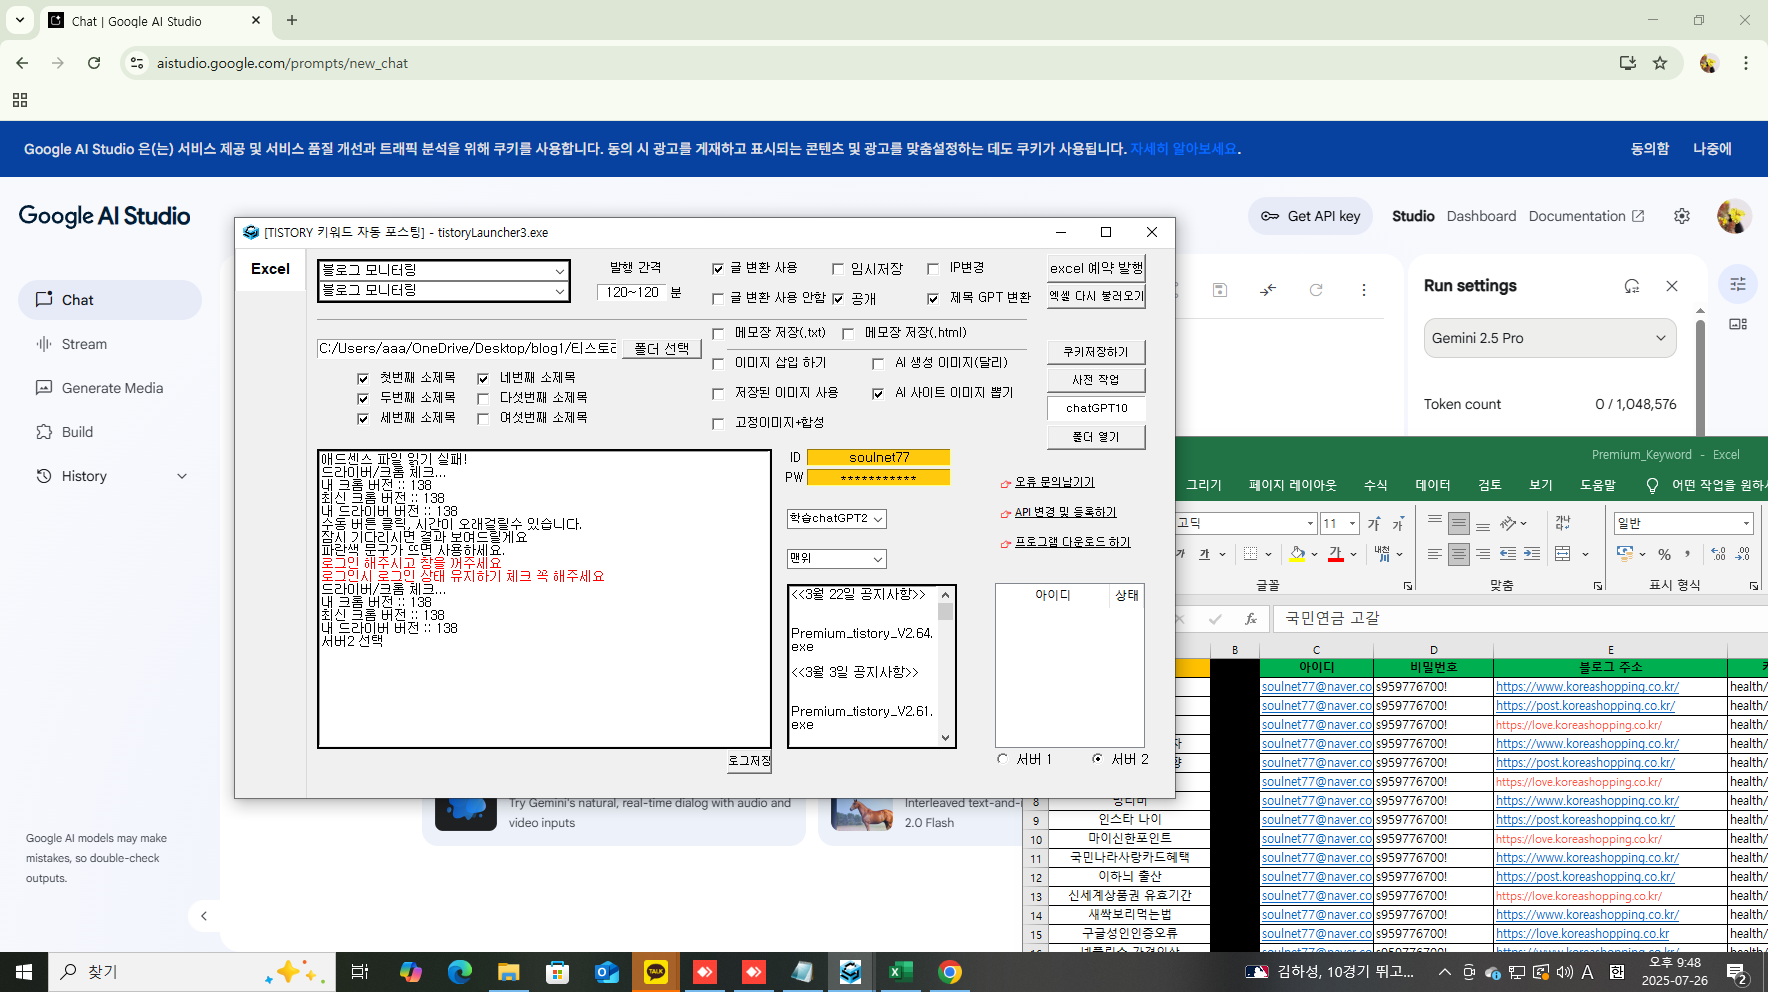 Chat | Google AI Studio
aistudio.google.com/prompts/new_chat
Google AI Studio 은(는) 서비스 제공 및 서비스 품질 개선과 트래픽 분석을 위해 쿠키를 사용합니다. 동의 시 광고를 게재하고 표시되는 콘텐츠 및 광고를 맞춤설정하는 데도 쿠키가 사용됩니다. 자세히 알아보세요.
동의함 나중에
Google AI Studio
Get API key Studio Dashboard Documentation
Chat
Stream
Generate Media
Build
History
Google AI models may make
mistakes, so double-check
outputs.
Run settings
Gemini 2.5 Pro
Token count 0 / 1,048,576
[TISTORY 키워드 자동 포스팅] - tistoryLauncher3.exe
Excel
블로그 모니터링
블로그 모니터링
발행 간격
120~120 분
글 변환 사용 임시저장 IP변경
글 변환 사용 안함 공개 제목 GPT 변환
excel 예약 발행
엑셀 다시 불러오기
메모장 저장(.txt) 메모장 저장(.html)
C:/Users/aaa/OneDrive/Desktop/blog1/티스토리
폴더 선택
이미지 삽입 하기 AI 생성 이미지(달리)
저장된 이미지 사용 AI 사이트 이미지 뽑기
고정이미지+합성
첫번째 소제목 네번째 소제목
두번째 소제목 다섯번째 소제목
세번째 소제목 여섯번째 소제목
쿠키저장하기
사전 작업
chatGPT10
폴더 열기
애드센스 파일 읽기 실패!
드라이버/크롬 체크...
내 크롬 버전 :: 138
최신 크롬 버전 :: 138
내 드라이버 버전 :: 138
수동 버튼 클릭, 시간이 오래걸릴수 있습니다.
잠시 기다리시면 결과 보여드릴게요
파란색 문구가 뜨면 사용하세요.
로그인 해주시고 창을 꺼주세요
로그인시 로그인 상태 유지하기 체크 꼭 해주세요
드라이버/크롬 체크...
내 크롬 버전 :: 138
최신 크롬 버전 :: 138
내 드라이버 버전 :: 138
서버2 선택
로그저장
ID soulnet77
PW ***********
학습chatGPT2
맨위
오류 문의남기기
API 변경 및 등록하기
프로그램 다운로드 하기
<<3월 22일 공지사항>>
Premium_tistory_V2.64.
exe
<<3월 3일 공지사항>>
Premium_tistory_V2.61.
exe
아이디 상태
서버 1 서버 2
Try Gemini's natural, real-time dialog with audio and
video inputs
Interleaved text-and-
2.0 Flash
Premium_Keyword - Excel
그리기 페이지 레이아웃 수식 데이터 검토 보기 도움말 어떤 작업을 원하시
고딕 11 가 가 가나 일반
가 가 가 내천 % ,
글꼴 맞춤 표시 형식
fx 국민연금 고갈
B C D E
아이디 비밀번호 블로그 주소
soulnet77@naver.co s959776700! https://www.koreashopping.co.kr/ health/
soulnet77@naver.co s959776700! https://post.koreashopping.co.kr/ health/
soulnet77@naver.co s959776700! https://love.koreashopping.co.kr/ health/
soulnet77@naver.co s959776700! https://www.koreashopping.co.kr/ health/
soulnet77@naver.co s959776700! https://post.koreashopping.co.kr/ health/
soulnet77@naver.co s959776700! https://love.koreashopping.co.kr/ health/
8 soulnet77@naver.co s959776700! https://www.koreashopping.co.kr/ health/
9 인스타 나이 soulnet77@naver.co s959776700! https://post.koreashopping.co.kr/ health/
10 마이신한포인트 soulnet77@naver.co s959776700! https://love.koreashopping.co.kr/ health/
11 국민나라사랑카드혜택 soulnet77@naver.co s959776700! https://www.koreashopping.co.kr/ health/
12 이하늬 출산 soulnet77@naver.co s959776700! https://post.koreashopping.co.kr/ health/
13 신세계상품권 유효기간 soulnet77@naver.co s959776700! https://love.koreashopping.co.kr/ health/
14 새싹보리먹는법 soulnet77@naver.co s959776700! https://www.koreashopping.co.kr/ health/
15 구글성인인증오류 soulnet77@naver.co s959776700! https://love.koreashopping.co.kr health/
찾기
TALK
김하성, 10경기 뛰고...
A 한
오후 9:48
2025-07-26
2